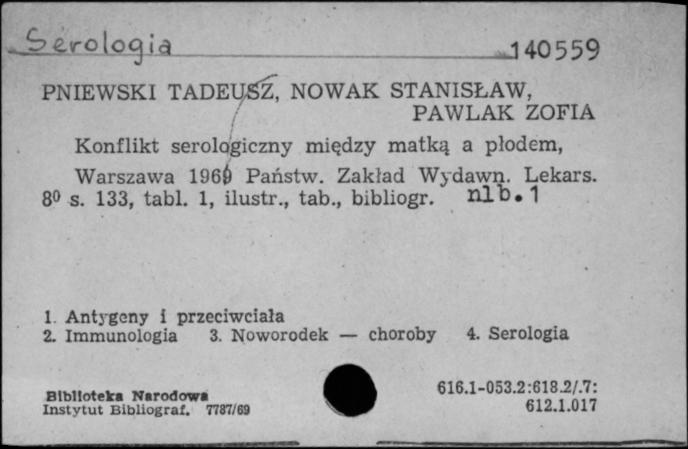 Serologia 140559
PNIEWSKI TADEUSZ, NOWAK STANISŁAW,
PAWLAK ZOFIA
Konflikt serologiczny między matką a płodem,
Warszawa 1969 Państw. Zakład Wydawn. Lekars.
8⁰ s. 133, tabl. 1, ilustr., tab., bibliogr. nlb. 1
1. Antygeny i przeciwciała
2. Immunologia 3. Noworodek — choroby 4. Serologia
Biblioteka Narodowa 616.1-053.2:618.2/.7:
Instytut Bibliograf. 7787/69 612.1.017